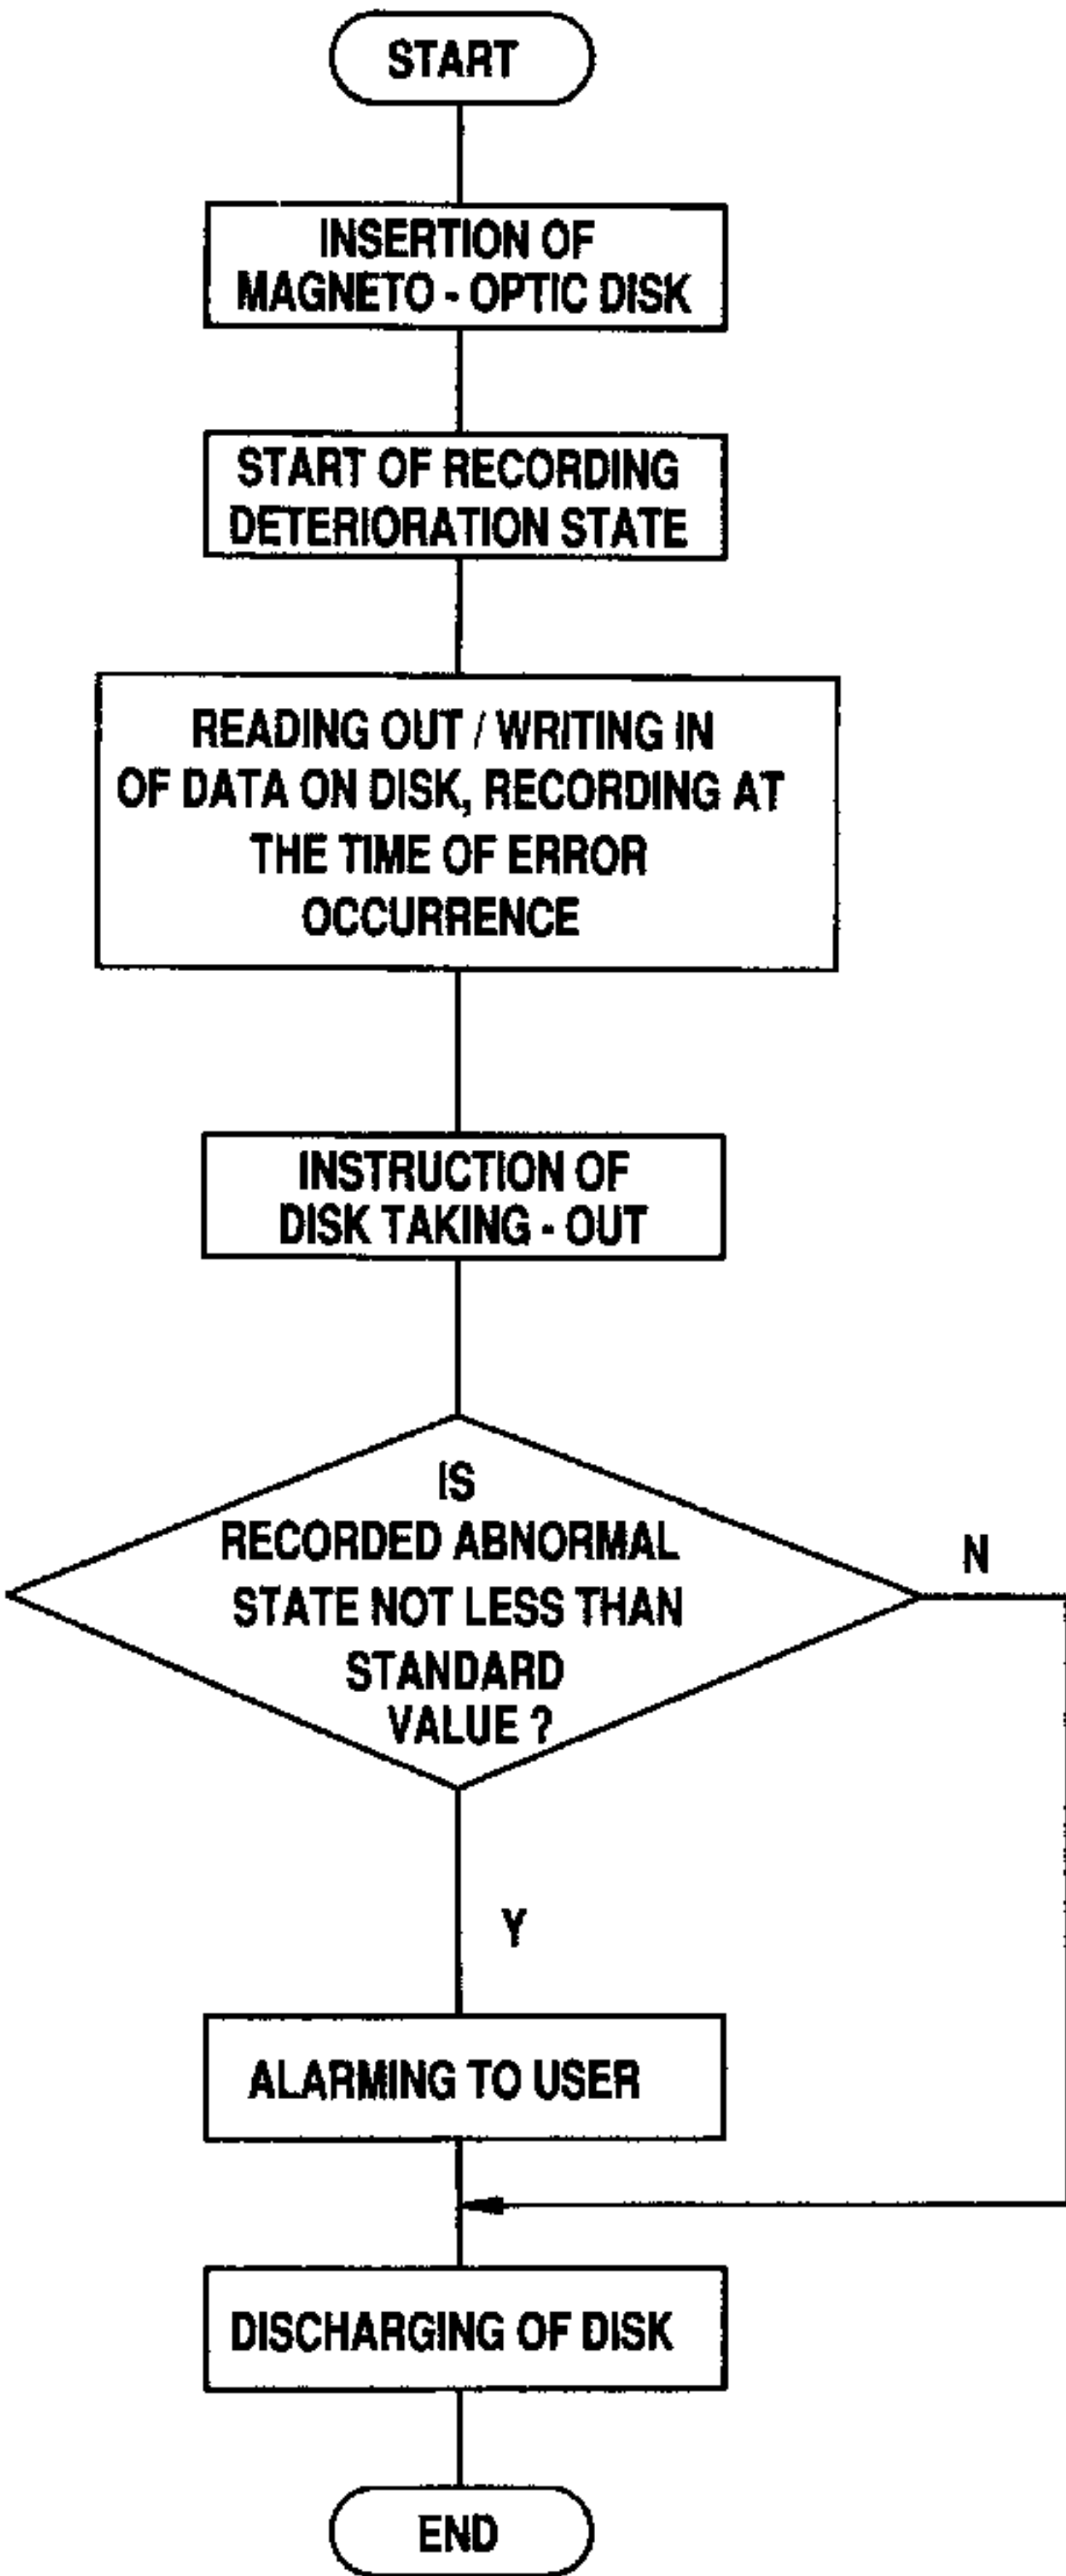 START
INSERTION OF
MAGNETO - OPTIC DISK
START OF RECORDING
DETERIORATION STATE
READING OUT / WRITING IN
OF DATA ON DISK, RECORDING AT
THE TIME OF ERROR
OCCURRENCE
INSTRUCTION OF
DISK TAKING - OUT
IS
RECORDED ABNORMAL
STATE NOT LESS THAN
STANDARD
VALUE ?
N
Y
ALARMING TO USER
DISCHARGING OF DISK
END